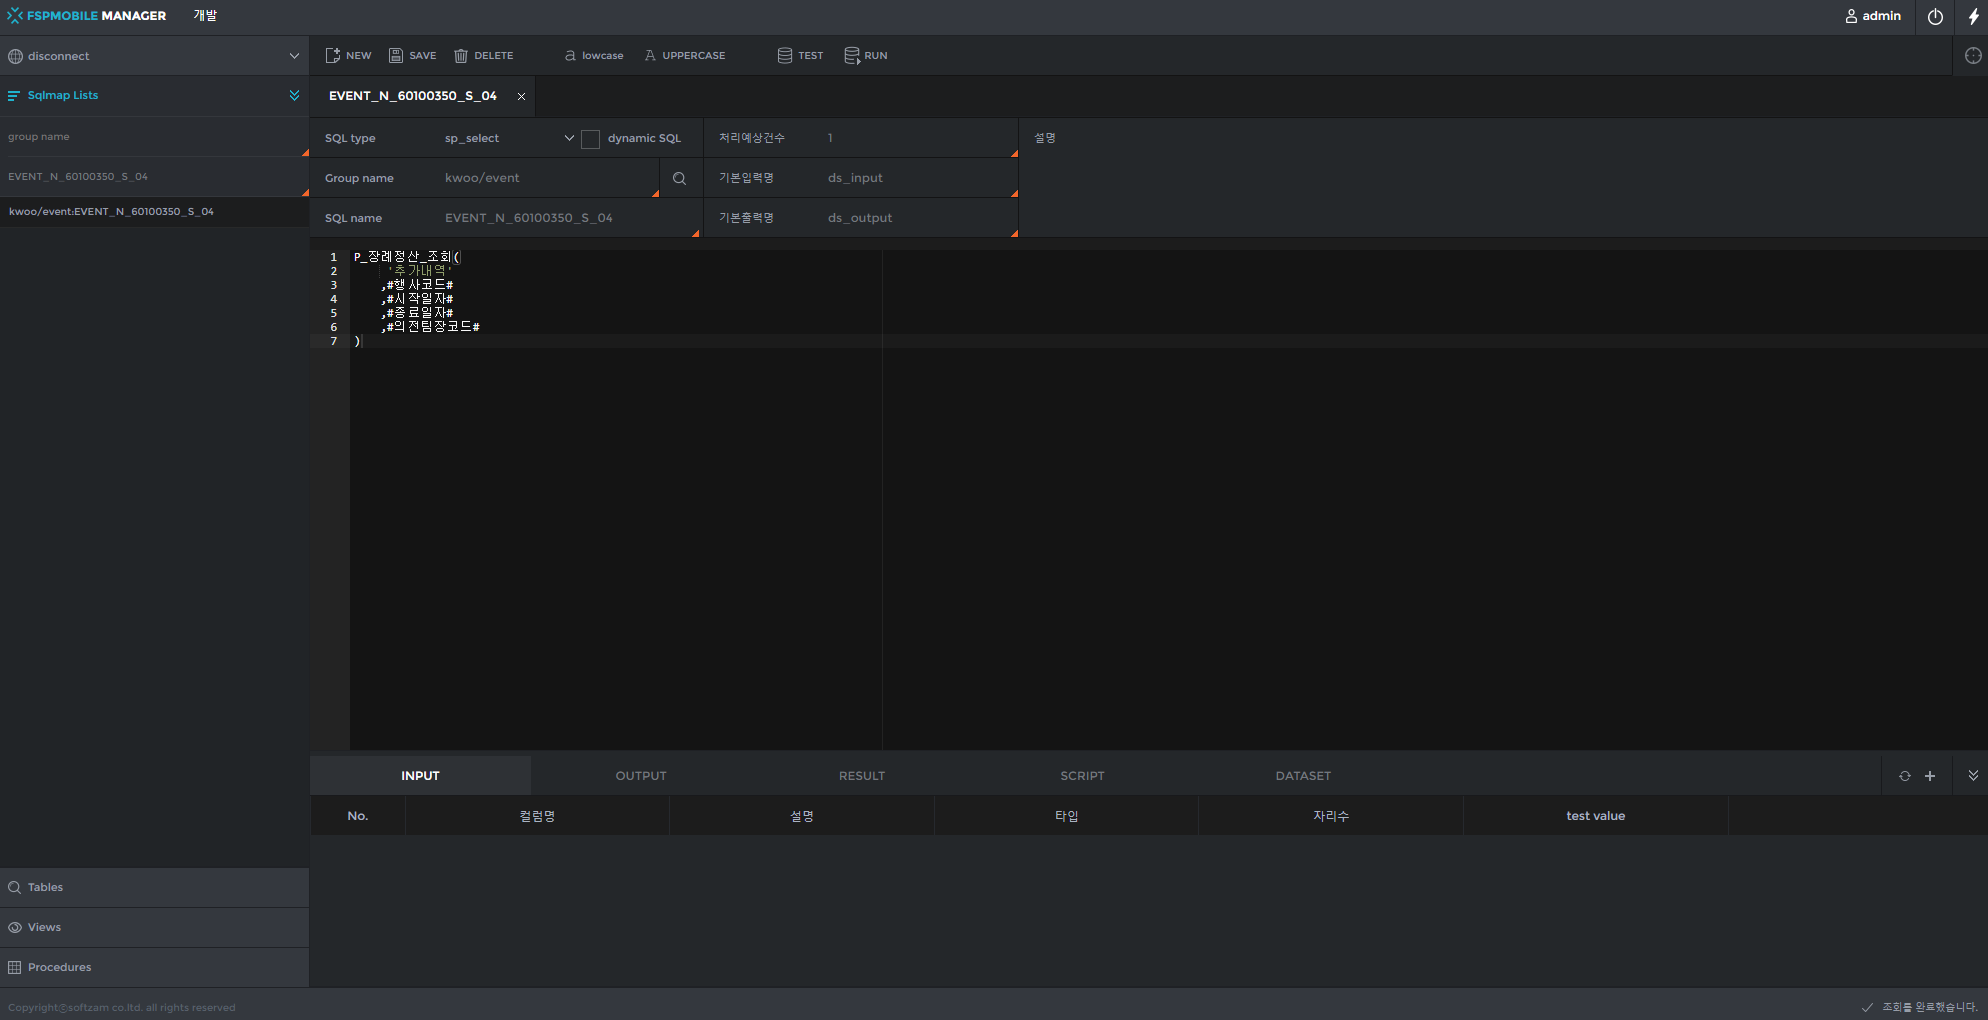 FSPMOBILE MANAGER 개발 admin
disconnect
NEW SAVE DELETE lowcase UPPERCASE TEST RUN
Sqlmap Lists
group name
EVENT_N_60100350_S_04
kwoo/event:EVENT_N_60100350_S_04
EVENT_N_60100350_S_04
SQL type sp_select dynamic SQL 처리예상건수 1 설명
Group name kwoo/event 기본입력명 ds_input
SQL name EVENT_N_60100350_S_04 기본출력명 ds_output
1 P_장례정산_조회(
2 '추가내역'
3 ,#행사코드#
4 ,#시작일자#
5 ,#종료일자#
6 ,#의전팀장코드#
7 )
INPUT OUTPUT RESULT SCRIPT DATASET
No. 컬럼명 설명 타입 자리수 test value
Tables
Views
Procedures
Copyrightⓒsoftzam co.ltd. all rights reserved 조회를 완료했습니다.